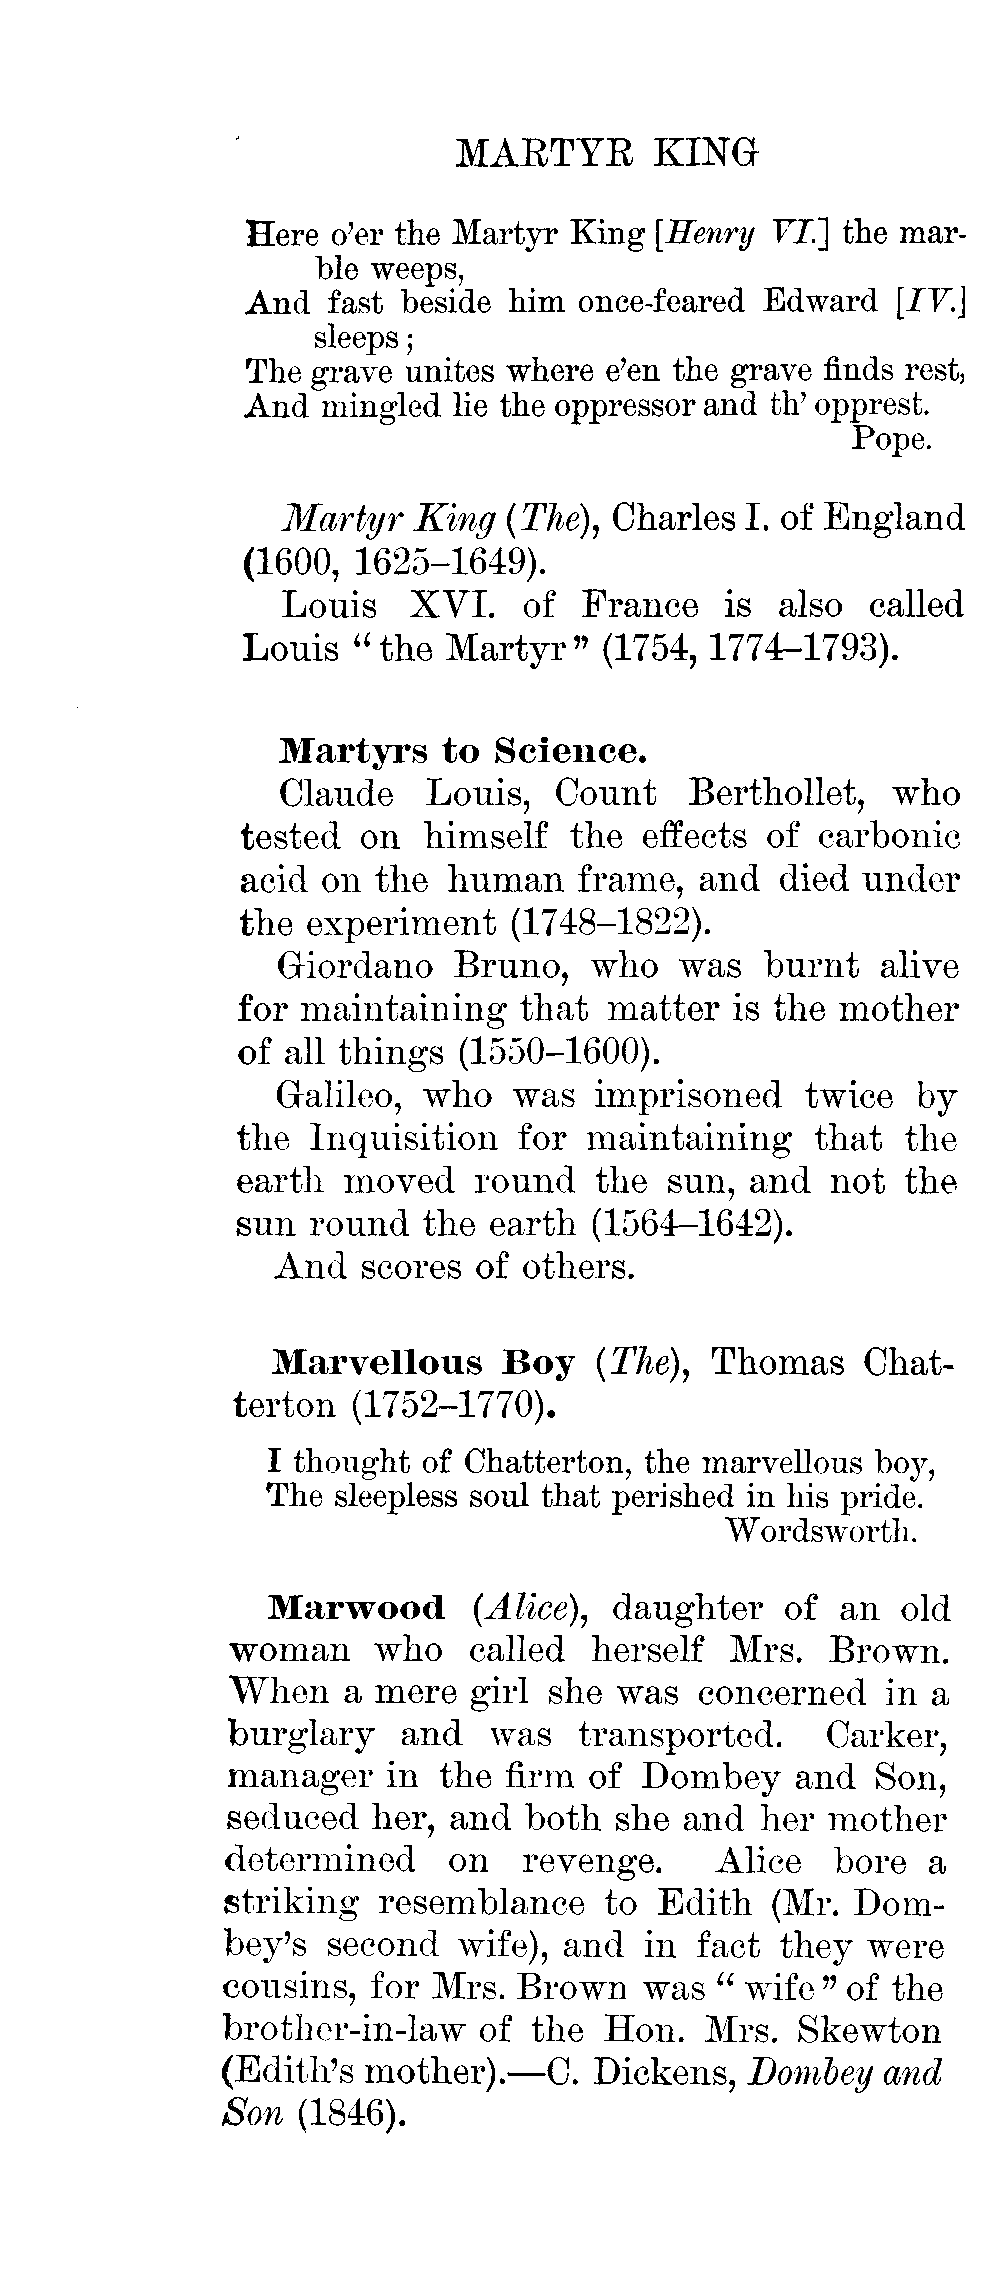 MARTYR KING
Here o'er the Martyr King [Henry VI.] the mar-
ble weeps,
And fast beside him once-feared Edward [IV.]
sleeps;
The grave unites where e'en the grave finds rest,
And mingled lie the oppressor and th' opprest.
Pope.
Martyr King (The), Charles I. of England
(1600, 1625–1649).
Louis XVI. of France is also called
Louis “the Martyr” (1754, 1774–1793).
Martyrs to Science.
Claude Louis, Count Berthollet, who
tested on himself the effects of carbonic
acid on the human frame, and died under
the experiment (1748–1822).
Giordano Bruno, who was burnt alive
for maintaining that matter is the mother
of all things (1550–1600).
Galileo, who was imprisoned twice by
the Inquisition for maintaining that the
earth moved round the sun, and not the
sun round the earth (1564–1642).
And scores of others.
Marvellous Boy (The), Thomas Chat-
terton (1752–1770).
I thought of Chatterton, the marvellous boy,
The sleepless soul that perished in his pride.
Wordsworth.
Marwood (Alice), daughter of an old
woman who called herself Mrs. Brown.
When a mere girl she was concerned in a
burglary and was transported. Carker,
manager in the firm of Dombey and Son,
seduced her, and both she and her mother
determined on revenge. Alice bore a
striking resemblance to Edith (Mr. Dom-
bey's second wife), and in fact they were
cousins, for Mrs. Brown was “wife” of the
brother-in-law of the Hon. Mrs. Skewton
(Edith's mother).—C. Dickens, Dombey and
Son (1846).